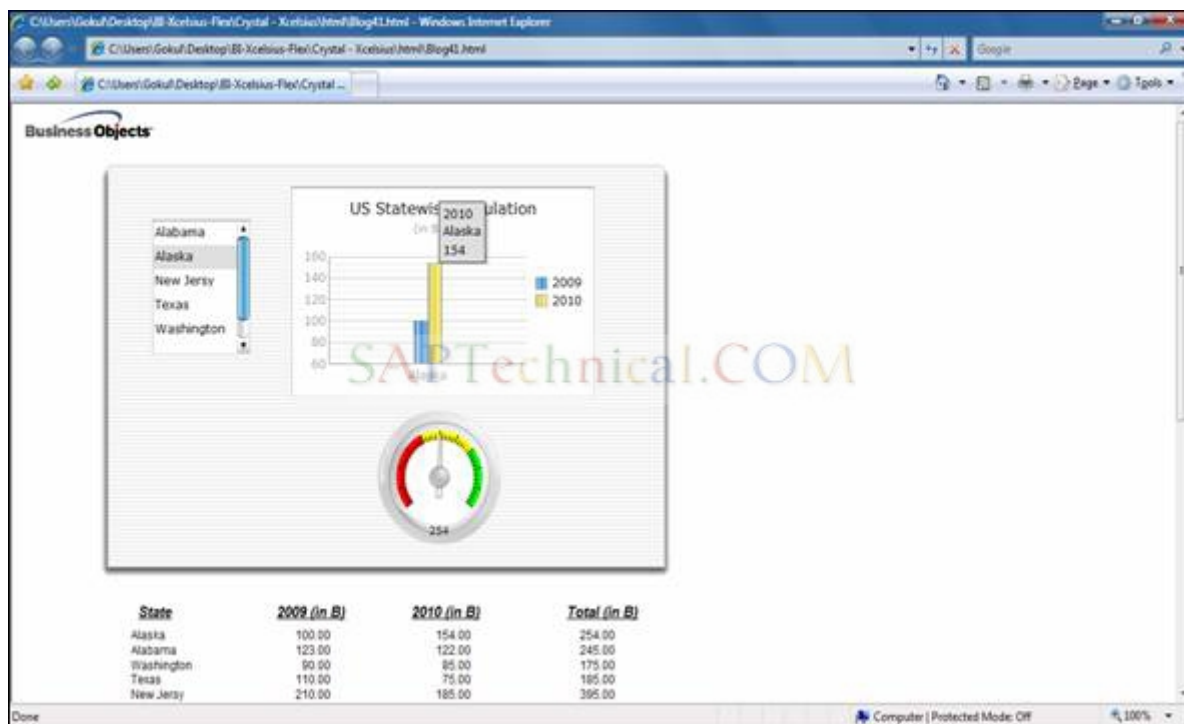 C:\Users\Gokul\Desktop\BI-Xcelsius-Flex\Crystal - Xcelsius\html\Blog41.html - Windows Internet Explorer
C:\Users\Gokul\Desktop\BI-Xcelsius-Flex\Crystal - Xcelsius\html\Blog41.html
Google
C:\Users\Gokul\Desktop\BI-Xcelsius-Flex\Crystal ...
Page
Tools
Business Objects
US Statewis ulation
(in
2010
Alaska
154
Alabama
Alaska
New Jersy
Texas
Washington
160
140
120
100
80
60
Alaska
2009
2010
SAPTechnical.COM
254
State 2009 (in B) 2010 (in B) Total (in B)
Alaska 100.00 154.00 254.00
Alabama 123.00 122.00 245.00
Washington 90.00 85.00 175.00
Texas 110.00 75.00 185.00
New Jersy 210.00 185.00 395.00
Done
Computer | Protected Mode: Off
100%